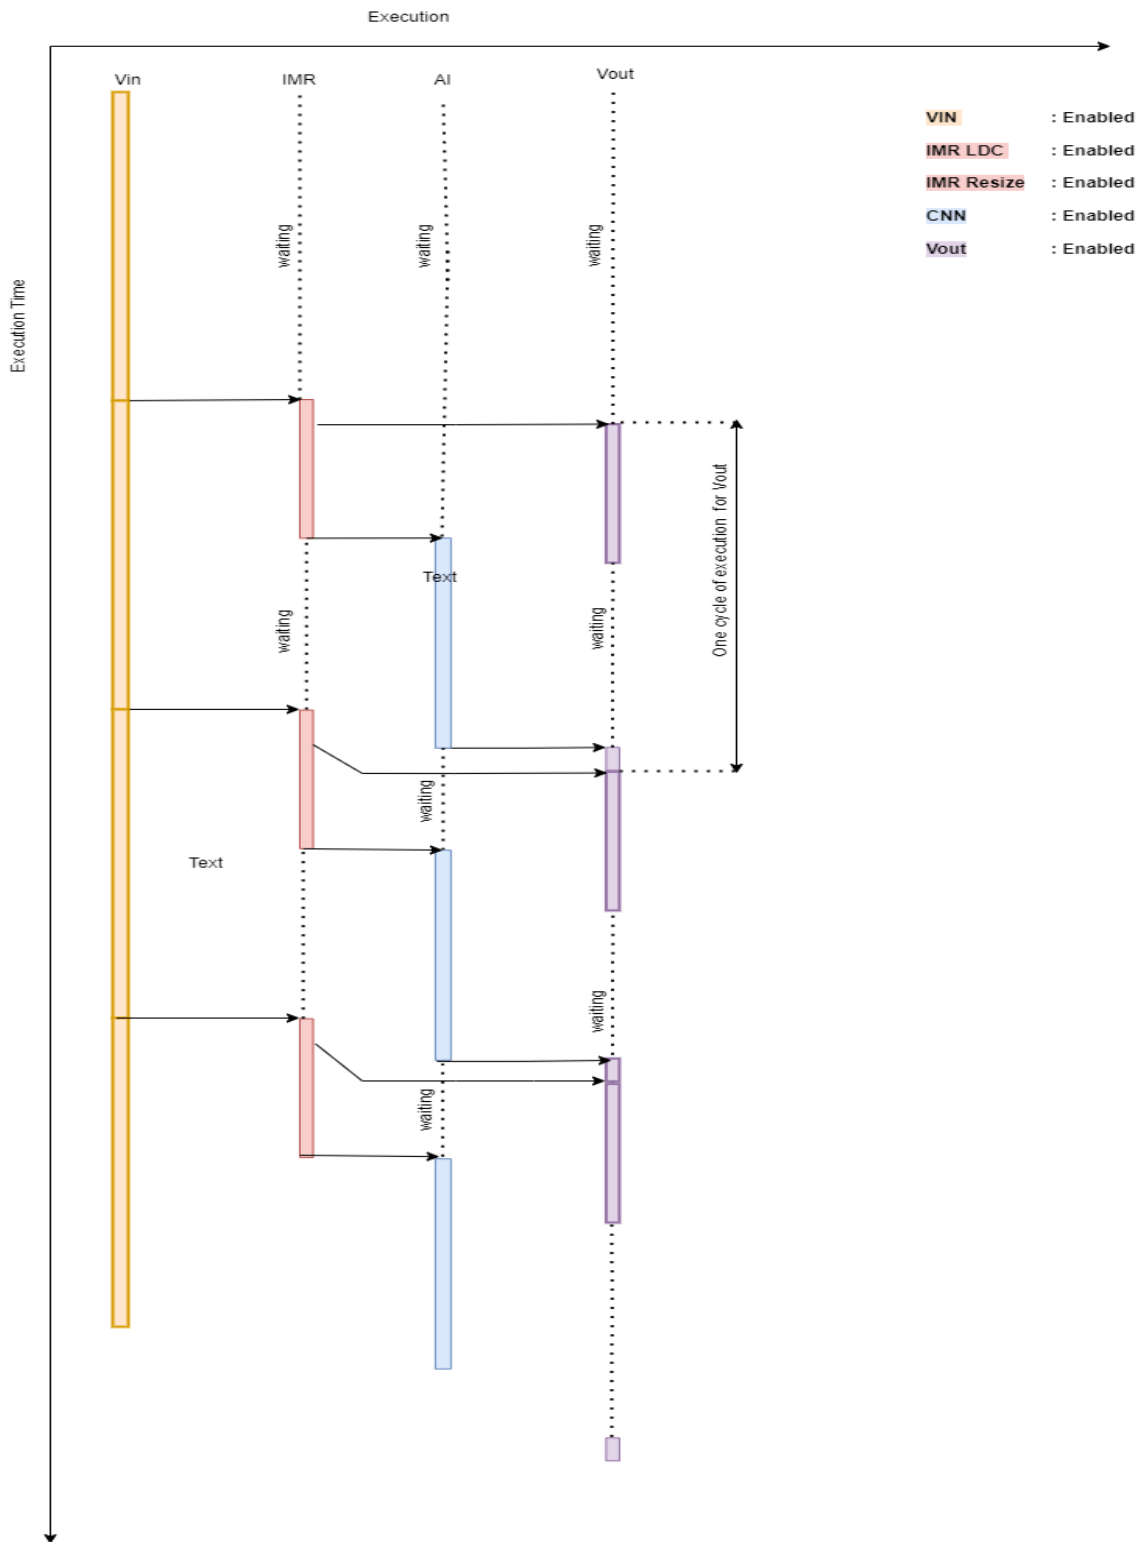 Execution
Vin
IMR
AI
Vout
VIN : Enabled
IMR LDC : Enabled
IMR Resize : Enabled
CNN : Enabled
Vout : Enabled
waiting
waiting
waiting
Execution Time
One cycle of execution for Vout
Text
waiting
waiting
waiting
Text
waiting
waiting